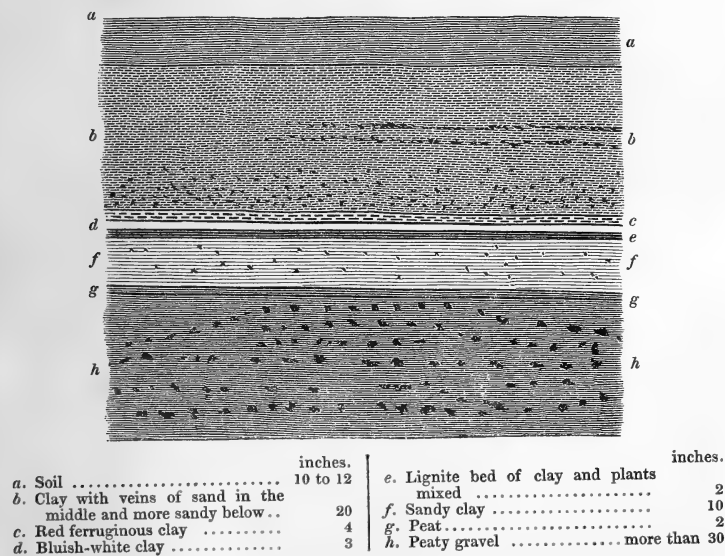 a
a
b
b
c
d
e
f
f
g
g
h
h
inches.
a. Soil ............................ 10 to 12
b. Clay with veins of sand in the
middle and more sandy below.. 20
c. Red ferruginous clay .......... 4
d. Bluish-white clay .............. 3
inches.
e. Lignite bed of clay and plants
mixed ...................... 2
f. Sandy clay ...................... 10
g. Peat............................ 2
h. Peaty gravel ............ more than 30